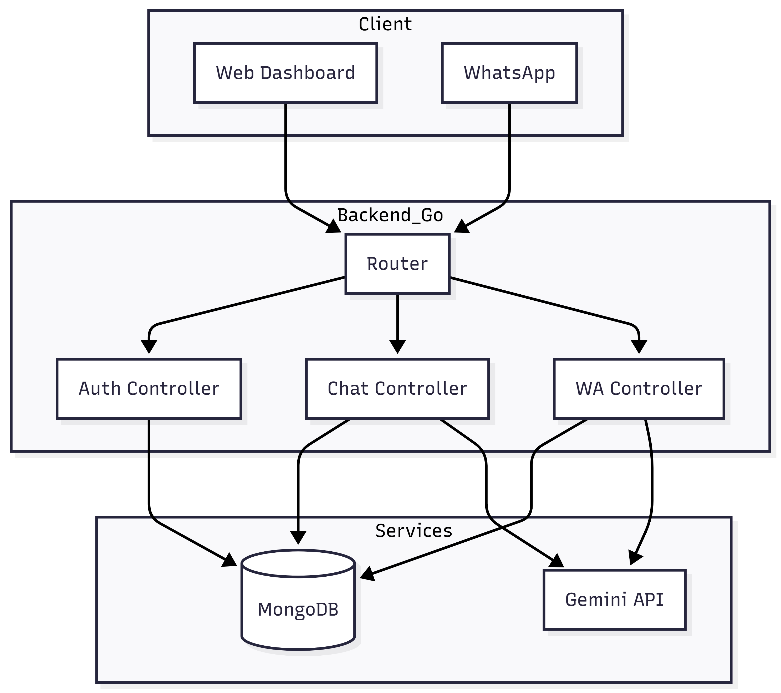 Client
Web Dashboard
WhatsApp
Backend_Go
Router
Auth Controller
Chat Controller
WA Controller
Services
MongoDB
Gemini API